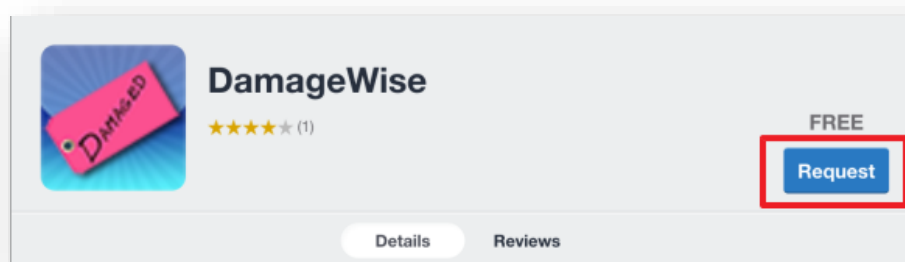 DAMAGED
DamageWise
(1)
FREE
Request
Details
Reviews